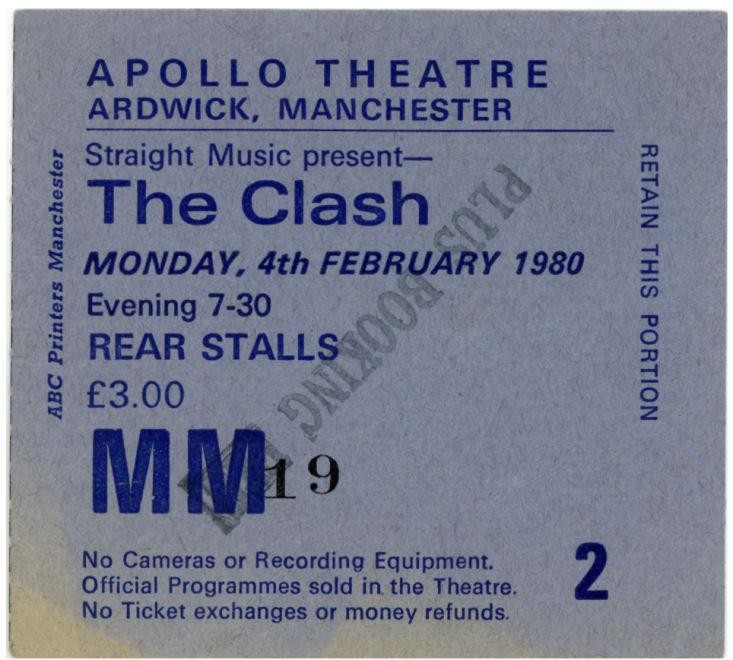 APOLLO THEATRE
ARDWICK, MANCHESTER
Straight Music present—
The Clash
MONDAY, 4th FEBRUARY 1980
Evening 7-30
REAR STALLS
£3.00
MM 19
No Cameras or Recording Equipment.
Official Programmes sold in the Theatre.
No Ticket exchanges or money refunds.
2
ABC Printers Manchester
RETAIN THIS PORTION
PLUS BOOKING